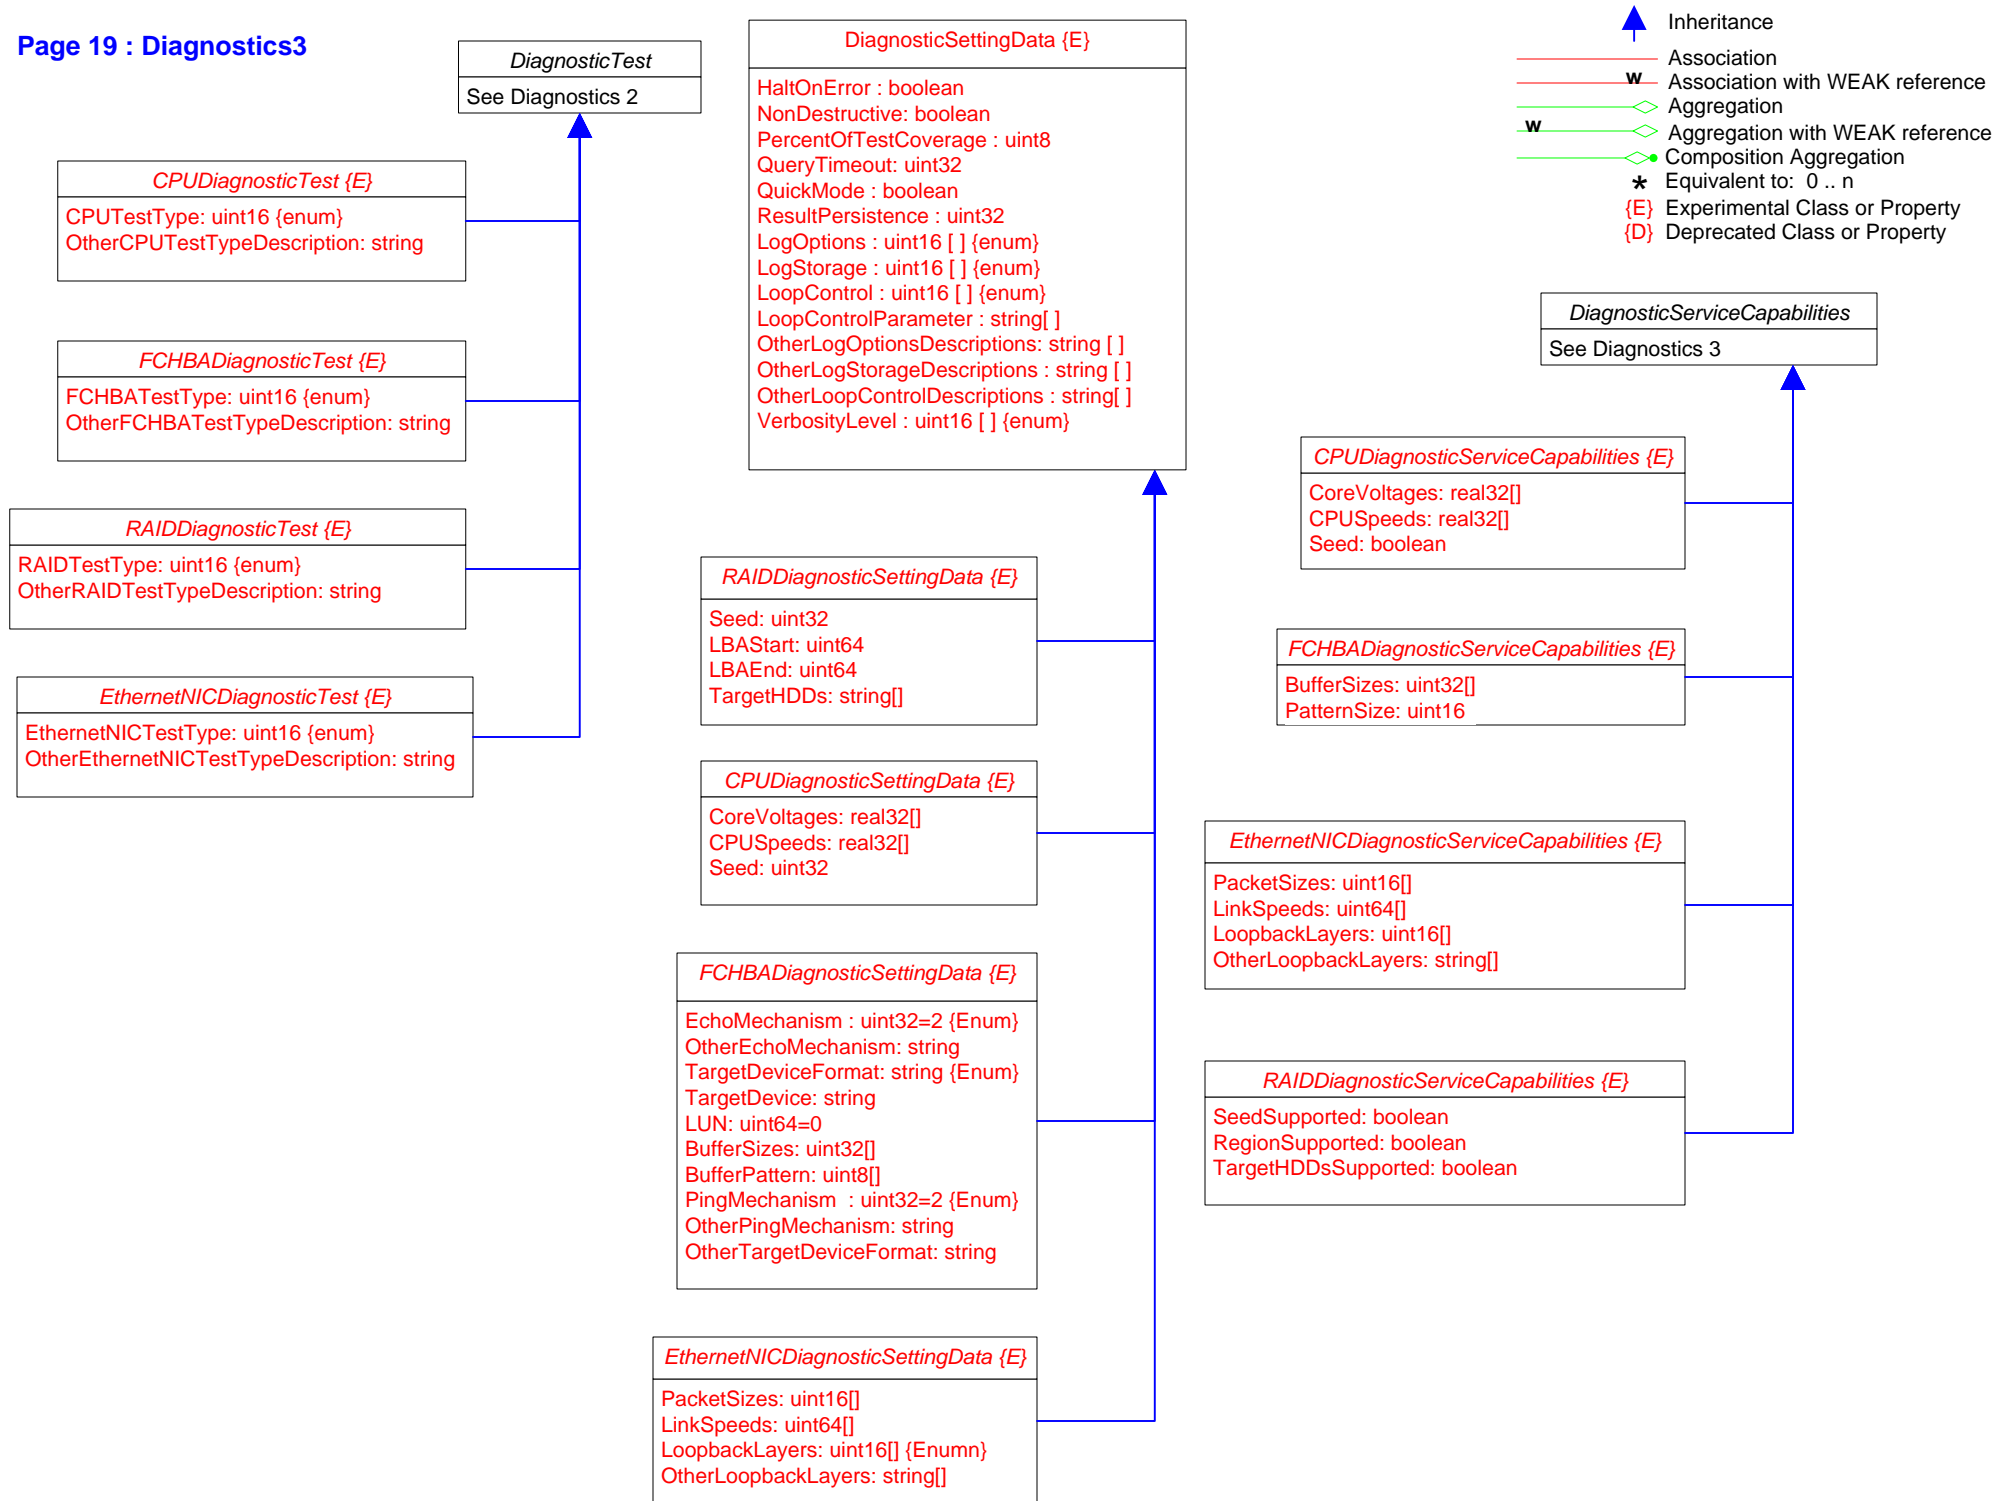 Page 19 : Diagnostics3
DiagnosticTest
See Diagnostics 2
CPUDiagnosticTest {E}
CPUTestType: uint16 {enum}
OtherCPUTestTypeDescription: string
FCHBADiagnosticTest {E}
FCHBATestType: uint16 {enum}
OtherFCHBATestTypeDescription: string
RAIDDiagnosticTest {E}
RAIDTestType: uint16 {enum}
OtherRAIDTestTypeDescription: string
EthernetNICDiagnosticTest {E}
EthernetNICTestType: uint16 {enum}
OtherEthernetNICTestTypeDescription: string
DiagnosticSettingData {E}
HaltOnError : boolean
NonDestructive: boolean
PercentOfTestCoverage : uint8
QueryTimeout: uint32
QuickMode : boolean
ResultPersistence : uint32
LogOptions : uint16 [ ] {enum}
LogStorage : uint16 [ ] {enum}
LoopControl : uint16 [ ] {enum}
LoopControlParameter : string[ ]
OtherLogOptionsDescriptions: string [ ]
OtherLogStorageDescriptions : string [ ]
OtherLoopControlDescriptions : string[ ]
VerbosityLevel : uint16 [ ] {enum}
RAIDDiagnosticSettingData {E}
Seed: uint32
LBAStart: uint64
LBAEnd: uint64
TargetHDDs: string[]
CPUDiagnosticSettingData {E}
CoreVoltages: real32[]
CPUSpeeds: real32[]
Seed: uint32
FCHBADiagnosticSettingData {E}
EchoMechanism : uint32=2 {Enum}
OtherEchoMechanism: string
TargetDeviceFormat: string {Enum}
TargetDevice: string
LUN: uint64=0
BufferSizes: uint32[]
BufferPattern: uint8[]
PingMechanism  : uint32=2 {Enum}
OtherPingMechanism: string
OtherTargetDeviceFormat: string
EthernetNICDiagnosticSettingData {E}
PacketSizes: uint16[]
LinkSpeeds: uint64[]
LoopbackLayers: uint16[] {Enumn}
OtherLoopbackLayers: string[]
Inheritance
Association
w Association with WEAK reference
Aggregation
w Aggregation with WEAK reference
Composition Aggregation
* Equivalent to:  0 .. n
{E} Experimental Class or Property
{D} Deprecated Class or Property
DiagnosticServiceCapabilities
See Diagnostics 3
CPUDiagnosticServiceCapabilities {E}
CoreVoltages: real32[]
CPUSpeeds: real32[]
Seed: boolean
FCHBADiagnosticServiceCapabilities {E}
BufferSizes: uint32[]
PatternSize: uint16
EthernetNICDiagnosticServiceCapabilities {E}
PacketSizes: uint16[]
LinkSpeeds: uint64[]
LoopbackLayers: uint16[]
OtherLoopbackLayers: string[]
RAIDDiagnosticServiceCapabilities {E}
SeedSupported: boolean
RegionSupported: boolean
TargetHDDsSupported: boolean